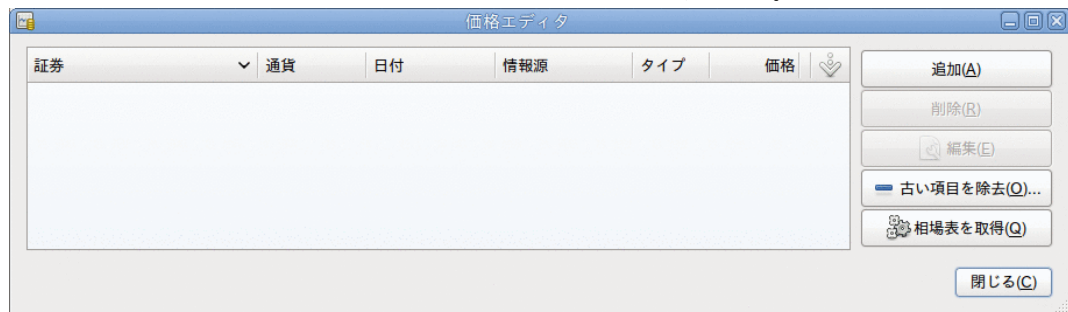 価格エディタ
証券 通貨 日付 情報源 タイプ 価格
追加(A)
削除(R)
編集(E)
古い項目を除去(O)...
相場表を取得(Q)
閉じる(C)